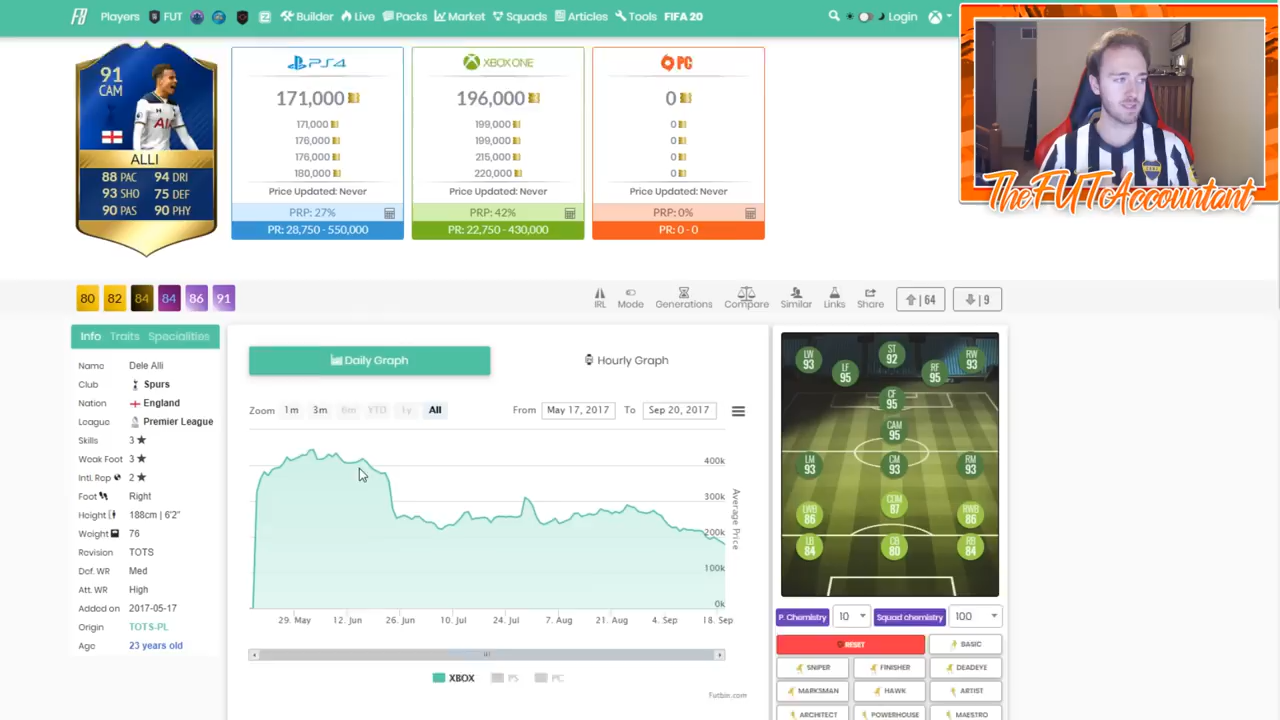 F8 Players FUT Builder Live Packs Market Squads Articles Tools FIFA 20 Login
TheFUTAccountant
91
CAM
ALLI
88 PAC 94 DRI
93 SHO 75 DEF
90 PAS 90 PHY
PS4
171,000
171,000
176,000
176,000
180,000
Price Updated: Never
PRP: 27%
PR: 28,750 - 550,000
XBOX ONE
196,000
199,000
199,000
215,000
220,000
Price Updated: Never
PRP: 42%
PR: 22,750 - 430,000
PC
0
0
0
0
0
Price Updated: Never
PRP: 0%
PR: 0 - 0
80 82 84 84 86 91
IRL Mode Generations Compare Similar Links Share | 64 | 9
Info Traits Specialities
Name Dele Alli
Club Spurs
Nation England
League Premier League
Skills 3
Weak Foot 3
Intl. Rep 2
Foot Right
Height 188cm | 6'2"
Weight 76
Revision TOTS
Def. WR Med
Att. WR High
Added on 2017-05-17
Origin TOTS-PL
Age 23 years old
Daily Graph Hourly Graph
Zoom 1m 3m 6m YTD 1y All From May 17, 2017 To Sep 20, 2017
400k
300k
200k
100k
0k
Average Price
29. May 12. Jun 26. Jun 10. Jul 24. Jul 7. Aug 21. Aug 4. Sep 18. Sep
XBOX PS PC
Futbin.com
LW 93
LF 95
ST 92
RF 95
RW 93
CF 95
CAM 95
LM 93
CM 93
RM 93
LWB 86
CDM 87
RWB 86
LB 84
CB 80
RB 84
P. Chemistry 10 Squad chemistry 100
RESET BASIC
SNIPER FINISHER DEADEYE
MARKSMAN HAWK ARTIST
ARCHITECT POWERHOUSE MAESTRO